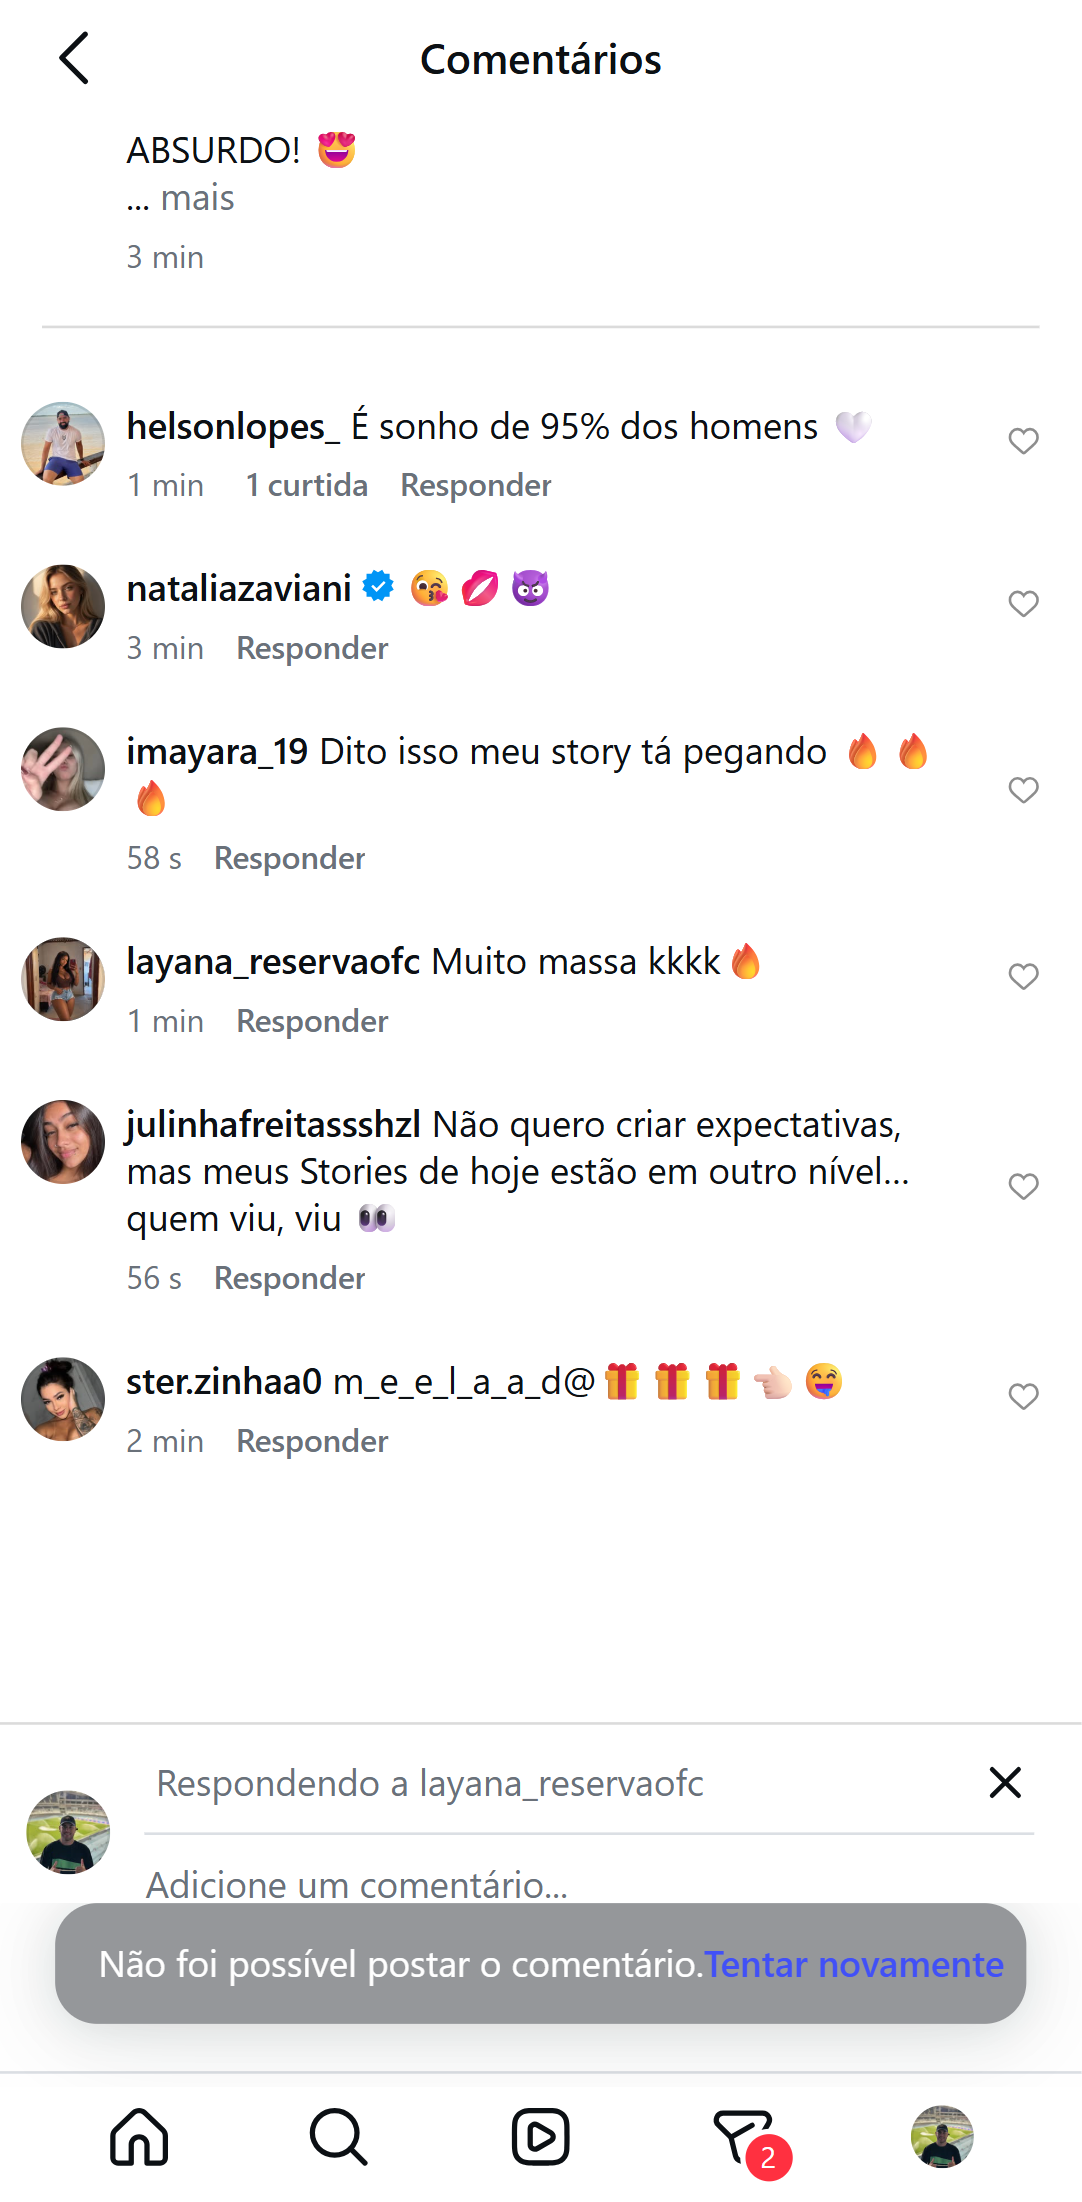 Comentários
ABSURDO! 😍
... mais
3 min
helsonlopes_ É sonho de 95% dos homens 🤍
1 min 1 curtida Responder
nataliazaviani 😘 💋 😈
3 min Responder
imayara_19 Dito isso meu story tá pegando 🔥 🔥
🔥
58 s Responder
layana_reservaofc Muito massa kkkk🔥
1 min Responder
julinhafreitassshzl Não quero criar expectativas,
mas meus Stories de hoje estão em outro nível...
quem viu, viu 👀
56 s Responder
ster.zinhaa0 m_e_e_l_a_a_d@🎁 🎁 🎁 👈🏻 🤪
2 min Responder
Respondendo a layana_reservaofc
Adicione um comentário...
Não foi possível postar o comentário.Tentar novamente
2